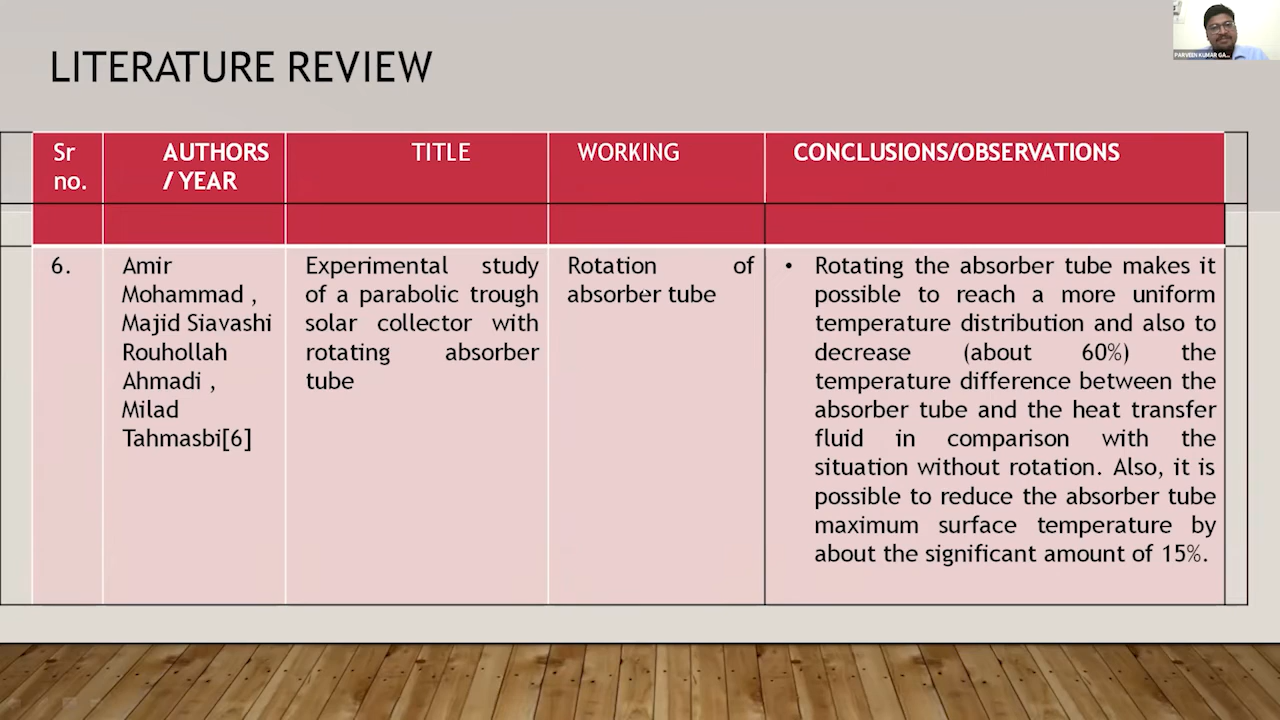 LITERATURE REVIEW
PARVEEN KUMAR GA...
Sr
no.
AUTHORS
/ YEAR
TITLE
WORKING
CONCLUSIONS/OBSERVATIONS
6.
Amir
Mohammad ,
Majid Siavashi
Rouhollah
Ahmadi ,
Milad
Tahmasbi[6]
Experimental study
of a parabolic trough
solar collector with
rotating absorber
tube
Rotation of
absorber tube
• Rotating the absorber tube makes it
possible to reach a more uniform
temperature distribution and also to
decrease (about 60%) the
temperature difference between the
absorber tube and the heat transfer
fluid in comparison with the
situation without rotation. Also, it is
possible to reduce the absorber tube
maximum surface temperature by
about the significant amount of 15%.